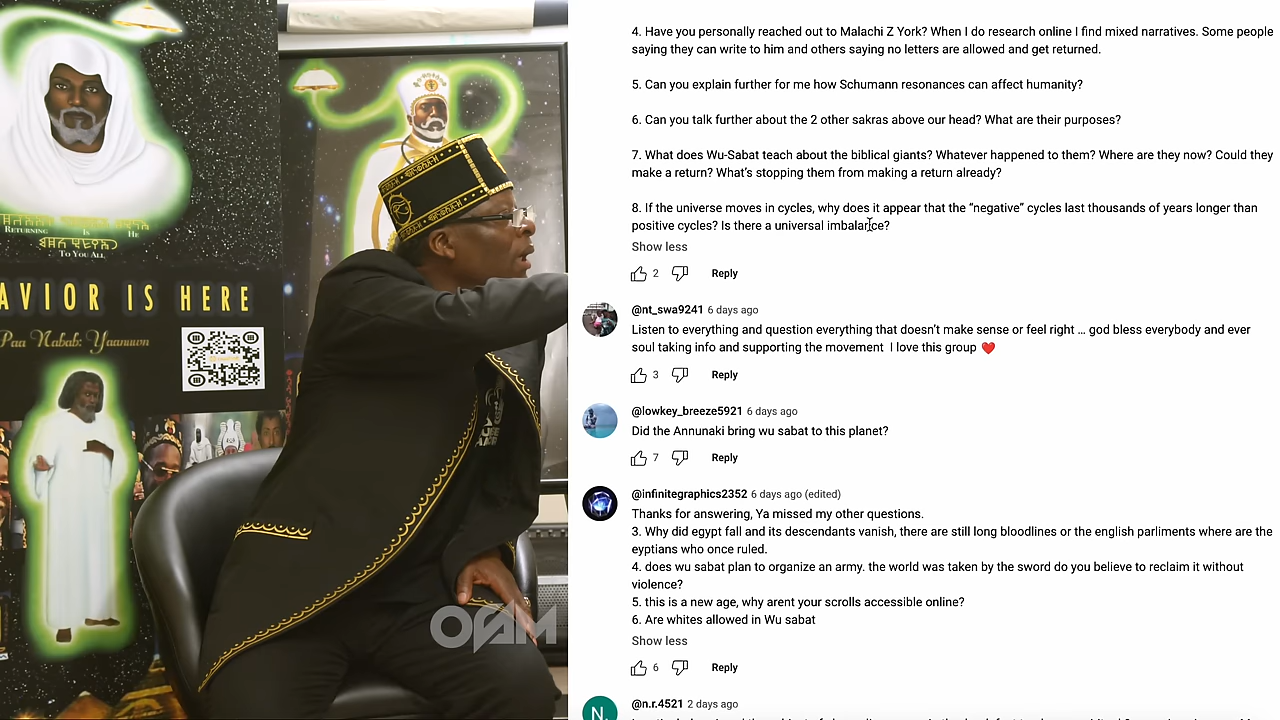 RETURNING IS HE
TO YOU ALL
AVIOR IS HERE
Paa Nabab: Yaanuwn
OGAM
4. Have you personally reached out to Malachi Z York? When I do research online I find mixed narratives. Some people
saying they can write to him and others saying no letters are allowed and get returned.
5. Can you explain further for me how Schumann resonances can affect humanity?
6. Can you talk further about the 2 other sakras above our head? What are their purposes?
7. What does Wu-Sabat teach about the biblical giants? Whatever happened to them? Where are they now? Could they
make a return? What's stopping them from making a return already?
8. If the universe moves in cycles, why does it appear that the “negative” cycles last thousands of years longer than
positive cycles? Is there a universal imbalance?
Show less
2 Reply
@nt_swa9241 6 days ago
Listen to everything and question everything that doesn't make sense or feel right ... god bless everybody and ever
soul taking info and supporting the movement I love this group ❤️
3 Reply
@lowkey_breeze5921 6 days ago
Did the Annunaki bring wu sabat to this planet?
7 Reply
@infinitegraphics2352 6 days ago (edited)
Thanks for answering, Ya missed my other questions.
3. Why did egypt fall and its descendants vanish, there are still long bloodlines or the english parliments where are the
eyptians who once ruled.
4. does wu sabat plan to organize an army. the world was taken by the sword do you believe to reclaim it without
violence?
5. this is a new age, why arent your scrolls accessible online?
6. Are whites allowed in Wu sabat
Show less
6 Reply
N. @n.r.4521 2 days ago